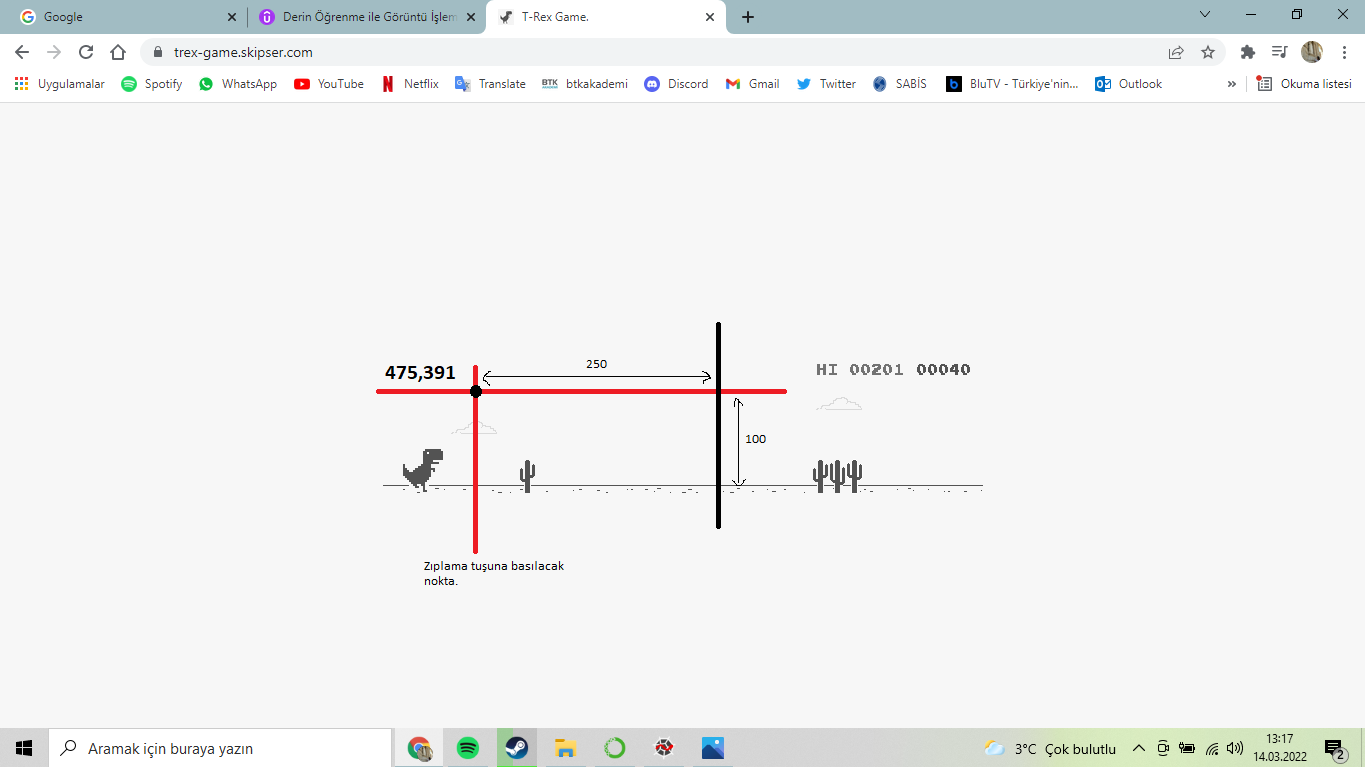 Google
Derin Öğrenme ile Görüntü İşlem
T-Rex Game.
trex-game.skipser.com
Uygulamalar Spotify WhatsApp YouTube Netflix Translate BTK btkakademi Discord Gmail Twitter SABİS BluTV - Türkiye'nin... Outlook » Okuma listesi
475,391
250
HI 00201 00040
100
Zıplama tuşuna basılacak
nokta.
Aramak için buraya yazın
3°C Çok bulutlu
13:17
14.03.2022
2